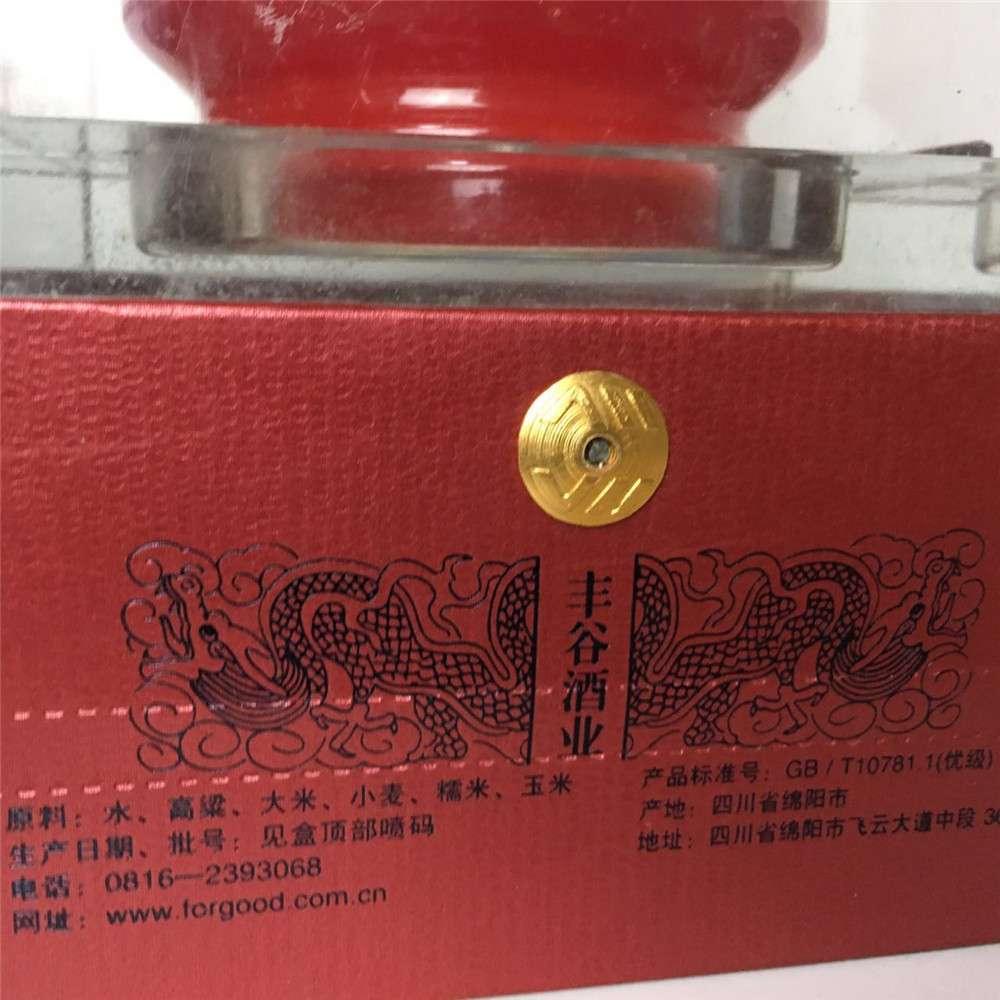 丰谷酒业
原料：水、高粱、大米、小麦、糯米、玉米
生产日期、批号：见盒顶部喷码
电话：0816—2393068
网址：www.forgood.com.cn
产品标准号：GB/T10781.1(优级)
产地：四川省绵阳市
地址：四川省绵阳市飞云大道中段